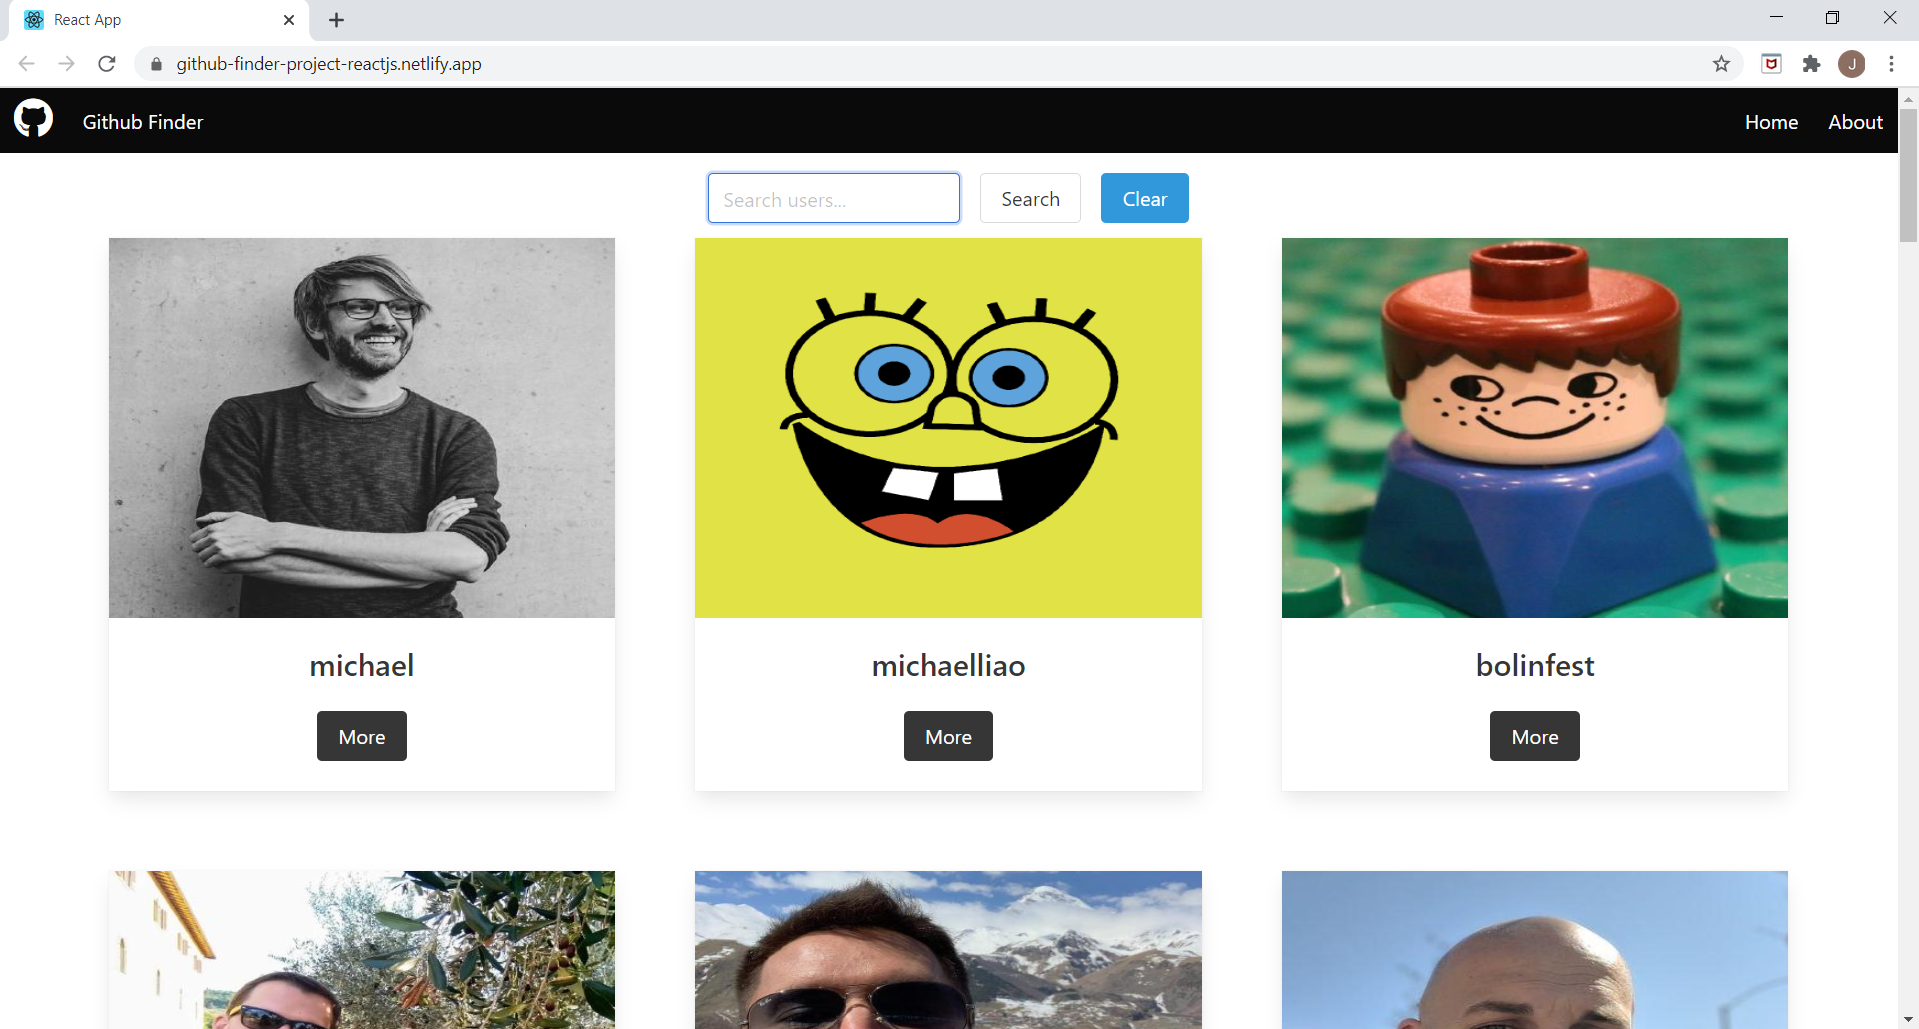 React App
github-finder-project-reactjs.netlify.app
J
Github Finder
Home
About
Search users...
Search
Clear
michael
michaelliao
bolinfest
More
More
More